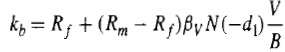 k_b = R_f + (R_m − R_f)β_V N(−d_1) V/B